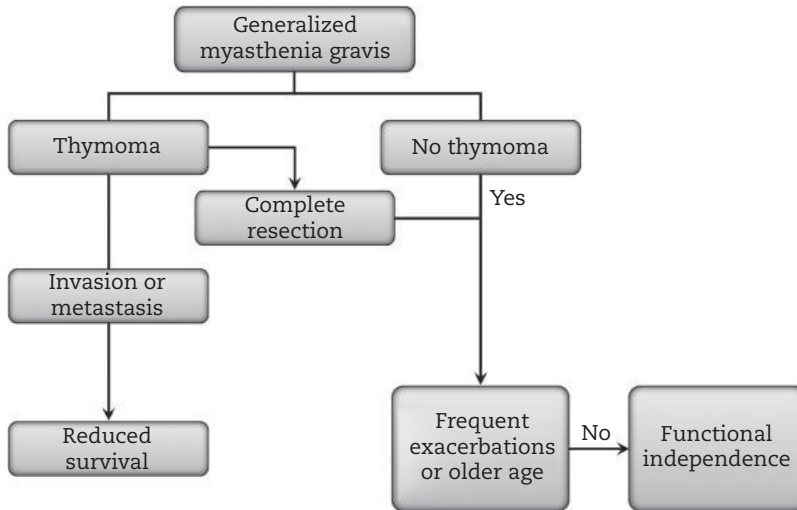 Generalized
myasthenia gravis
Thymoma
No thymoma
Complete
resection
Yes
Invasion or
metastasis
Reduced
survival
Frequent
exacerbations
or older age
No
Functional
independence